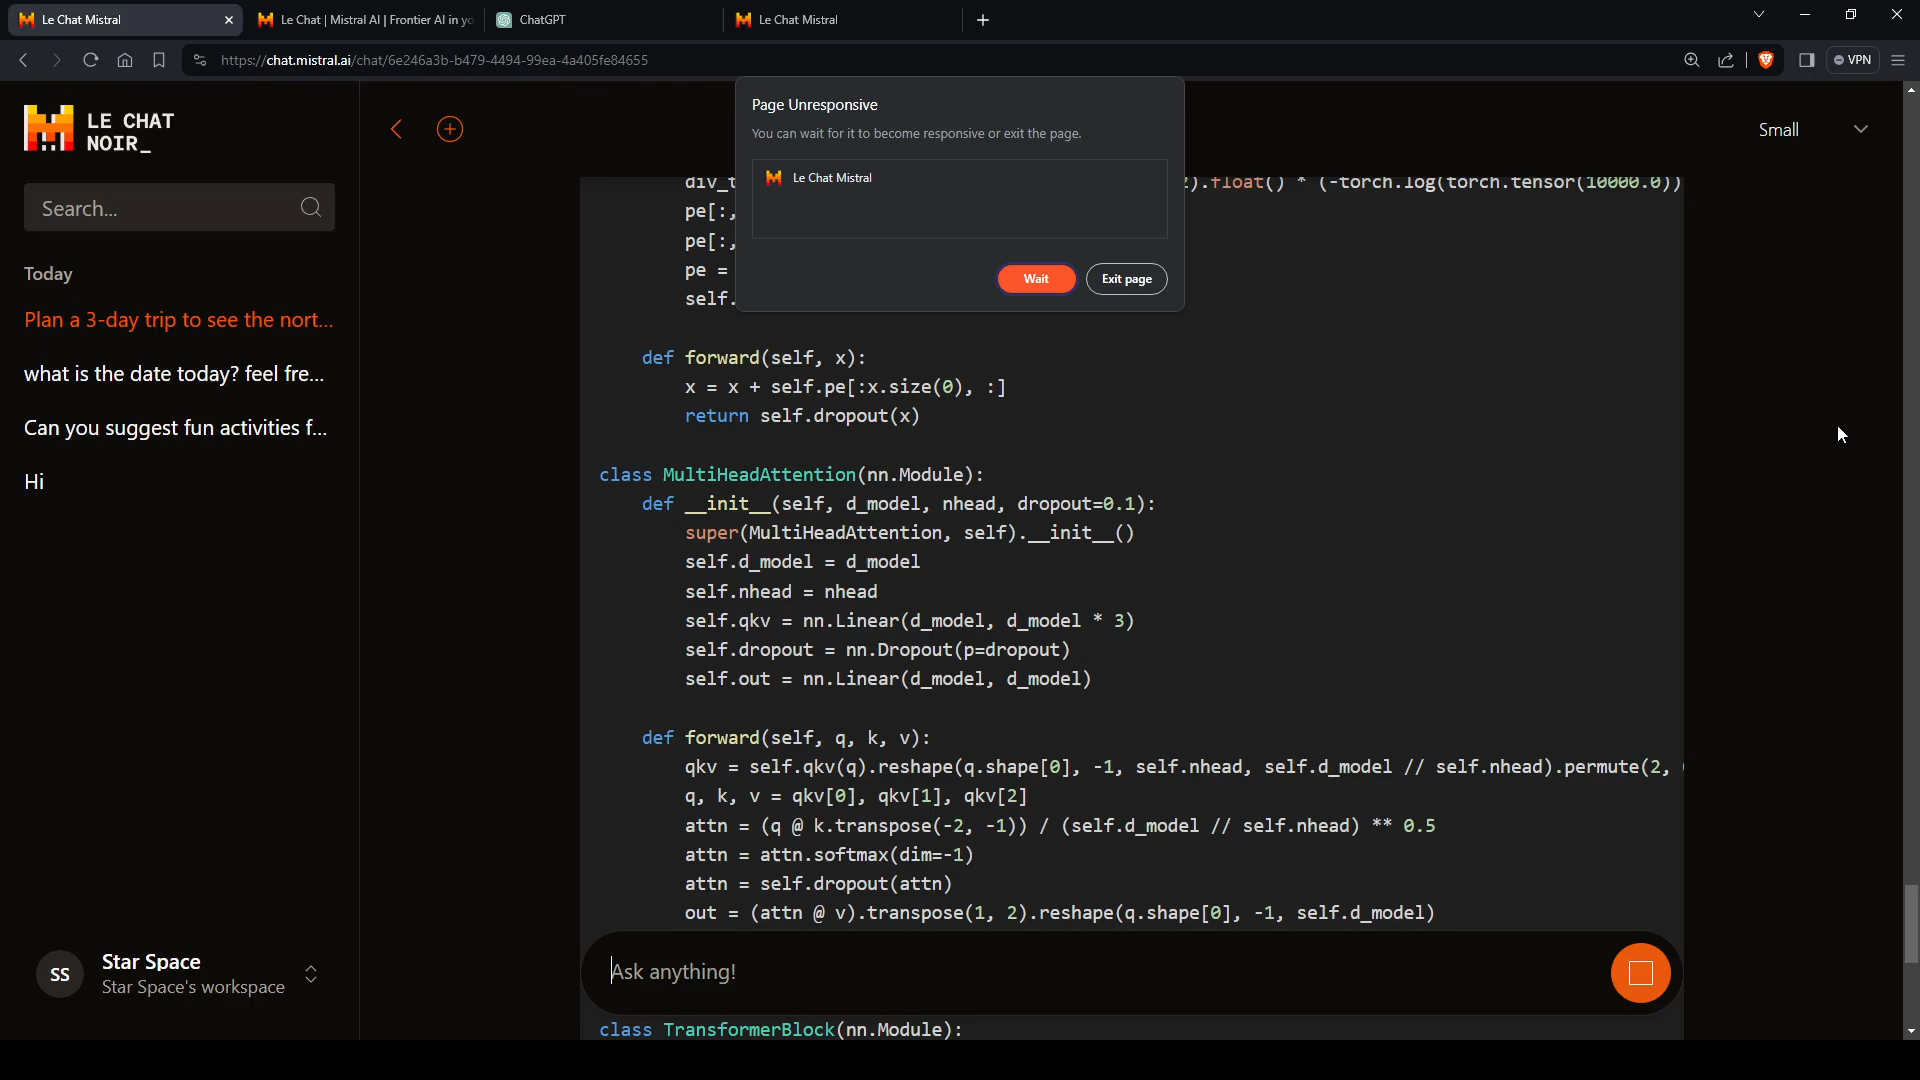 Le Chat Mistral
Le Chat | Mistral AI | Frontier AI in yo
ChatGPT
Le Chat Mistral
https://chat.mistral.ai/chat/6e246a3b-b479-4494-99ea-4a405fe84655
VPN
LE CHAT
NOIR_
Search...
Today
Plan a 3-day trip to see the nort...
what is the date today? feel fre...
Can you suggest fun activities f...
Hi
SS
Star Space
Star Space's workspace
Small
Page Unresponsive
You can wait for it to become responsive or exit the page.
Le Chat Mistral
Wait
Exit page
div_t
2).float() * (-torch.log(torch.tensor(10000.0))
pe[:,
pe[:,
pe =
self.
def forward(self, x):
x = x + self.pe[:x.size(0), :]
return self.dropout(x)
class MultiHeadAttention(nn.Module):
def __init__(self, d_model, nhead, dropout=0.1):
super(MultiHeadAttention, self).__init__()
self.d_model = d_model
self.nhead = nhead
self.qkv = nn.Linear(d_model, d_model * 3)
self.dropout = nn.Dropout(p=dropout)
self.out = nn.Linear(d_model, d_model)
def forward(self, q, k, v):
qkv = self.qkv(q).reshape(q.shape[0], -1, self.nhead, self.d_model // self.nhead).permute(2,
q, k, v = qkv[0], qkv[1], qkv[2]
attn = (q @ k.transpose(-2, -1)) / (self.d_model // self.nhead) ** 0.5
attn = attn.softmax(dim=-1)
attn = self.dropout(attn)
out = (attn @ v).transpose(1, 2).reshape(q.shape[0], -1, self.d_model)
Ask anything!
class TransformerBlock(nn.Module):